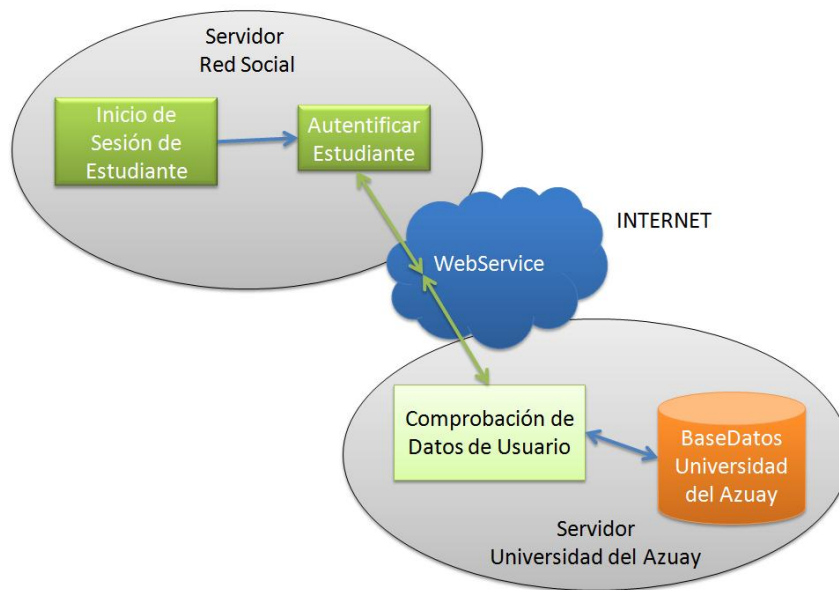 Servidor
Red Social
Inicio de
Sesión de
Estudiante
Autentificar
Estudiante
INTERNET
WebService
Comprobación de
Datos de Usuario
BaseDatos
Universidad
del Azuay
Servidor
Universidad del Azuay